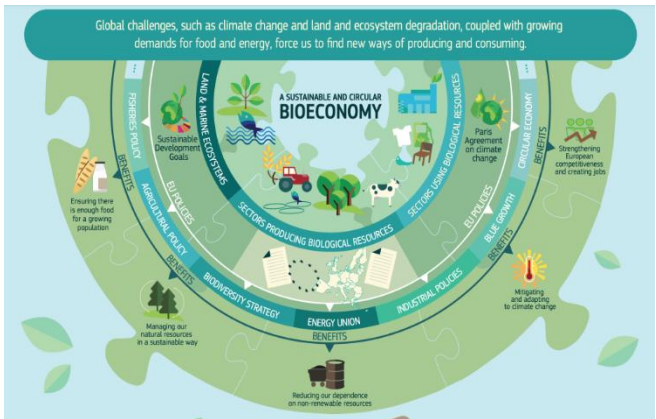 Global challenges, such as climate change and land and ecosystem degradation, coupled with growing
demands for food and energy, force us to find new ways of producing and consuming.
A SUSTAINABLE AND CIRCULAR
BIOECONOMY
LAND & MARINE ECOSYSTEMS
SECTORS PRODUCING BIOLOGICAL RESOURCES
SECTORS USING BIOLOGICAL RESOURCES
Sustainable
Development
Goals
Paris
Agreement
on climate
change
EU POLICIES
EU POLICIES
...
FISHERIES POLICY
AGRICULTURAL POLICY
BIODIVERSITY STRATEGY
ENERGY UNION
INDUSTRIAL POLICIES
BLUE GROWTH
CIRCULAR ECONOMY
...
BENEFITS
Ensuring there
is enough food
for a growing
population
BENEFITS
Managing our
natural resources
in a sustainable way
BENEFITS
Reducing our dependence
on non-renewable resources
BENEFITS
Mitigating
and adapting
to climate change
BENEFITS
Strengthening
European
competitiveness
and creating jobs